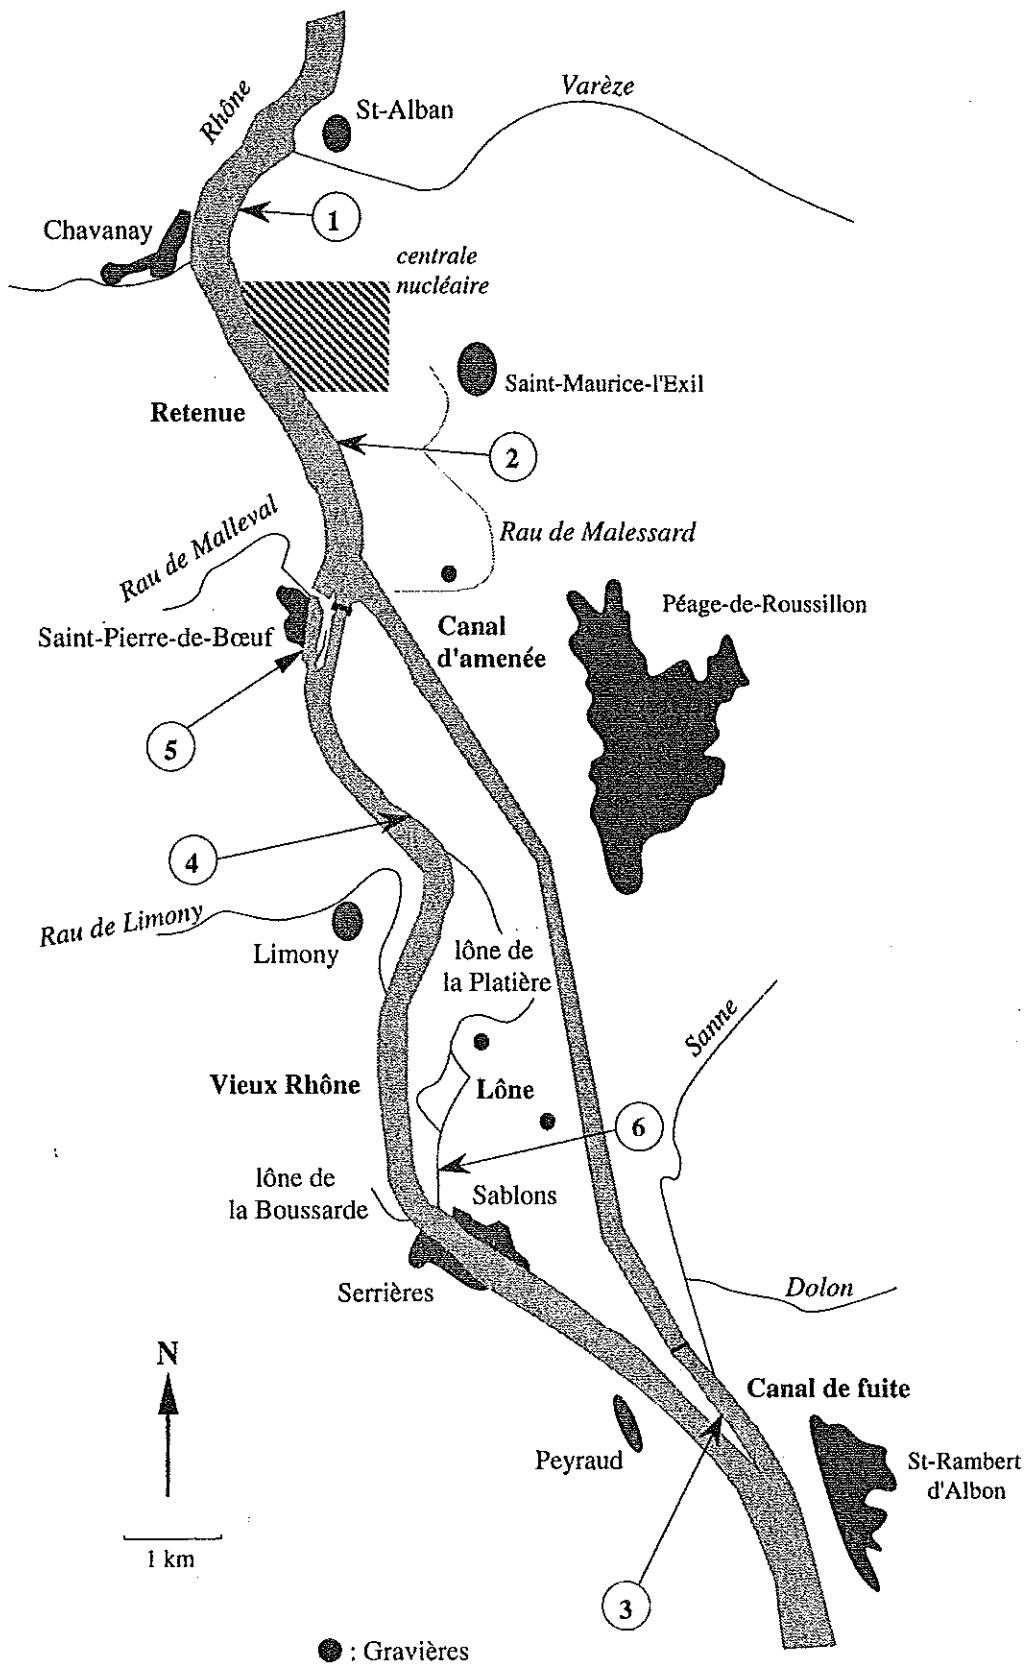 Varèze
Rhône
St-Alban
1
Chavanay
centrale
nucléaire
Saint-Maurice-l'Exil
Retenue
2
Rau de Malleval
Rau de Malessard
Péage-de-Roussillon
Saint-Pierre-de-Bœuf
Canal
d'amenée
5
4
Rau de Limony
Limony
lône de
la Platière
Sanne
Vieux Rhône
Lône
6
lône de
la Boussarde
Sablons
Serrières
Dolon
N
Canal de fuite
Peyraud
St-Rambert
d'Albon
1 km
3
: Gravières